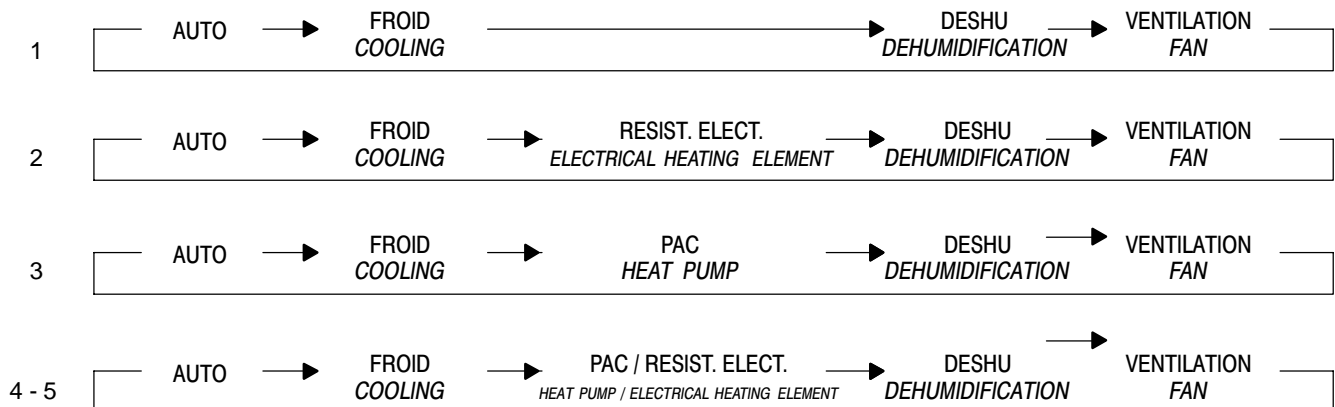 AUTO FROID DESHU VENTILATION
1 COOLING DEHUMIDIFICATION FAN
AUTO FROID RESIST. ELECT. DESHU VENTILATION
2 COOLING ELECTRICAL HEATING ELEMENT DEHUMIDIFICATION FAN
AUTO FROID PAC DESHU VENTILATION
3 COOLING HEAT PUMP DEHUMIDIFICATION FAN
AUTO FROID PAC / RESIST. ELECT. DESHU VENTILATION
4 - 5 COOLING HEAT PUMP / ELECTRICAL HEATING ELEMENT DEHUMIDIFICATION FAN